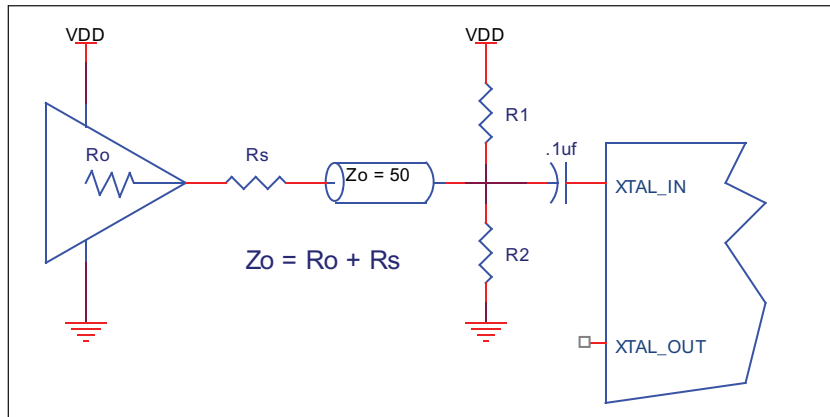 VDD
VDD
R1
Ro
Rs
Zo = 50
.1uf
XTAL_IN
Zo = Ro + Rs
R2
XTAL_OUT